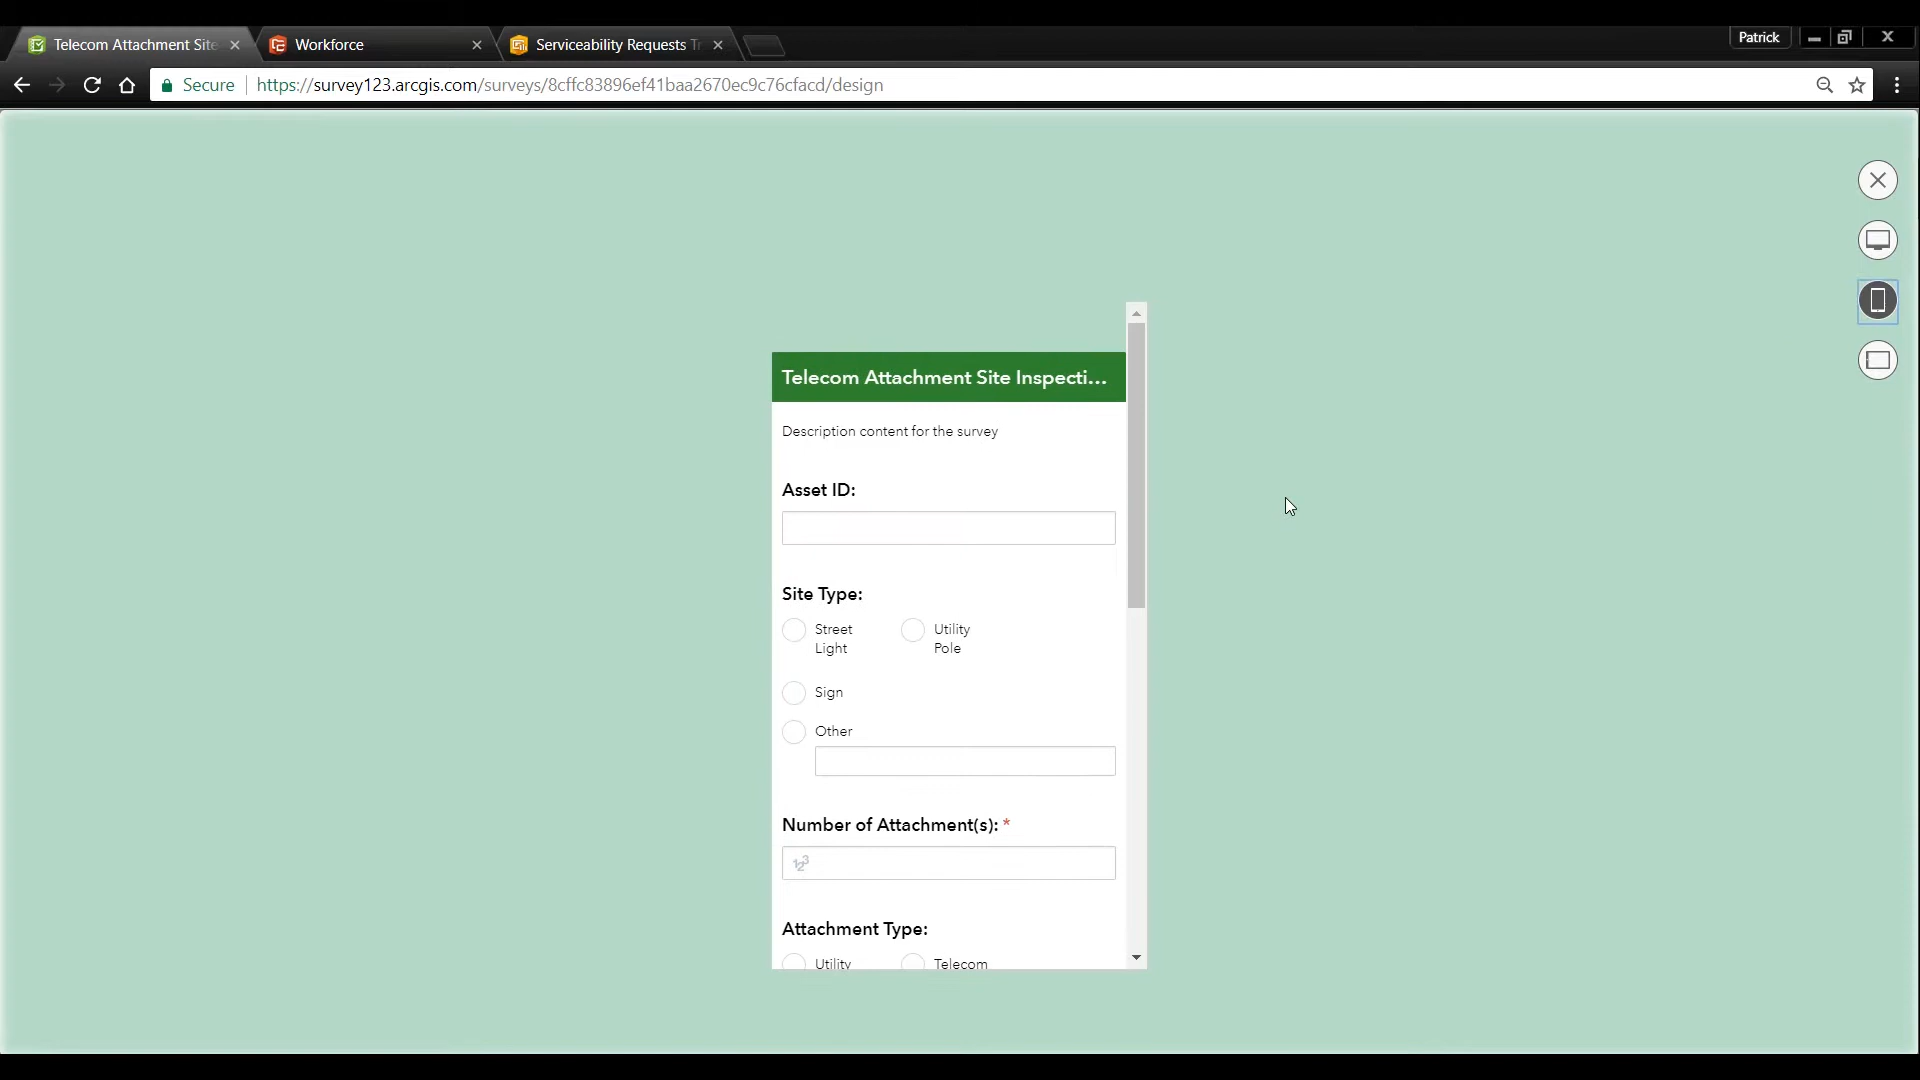 Telecom Attachment Site
Workforce
Serviceability Requests Tr
Patrick
Secure
https://survey123.arcgis.com/surveys/8cffc83896ef41baa2670ec9c76cfacd/design
Telecom Attachment Site Inspecti...
Description content for the survey
Asset ID:
Site Type:
Street
Light
Utility
Pole
Sign
Other
Number of Attachment(s): *
123
Attachment Type:
Utility
Telecom